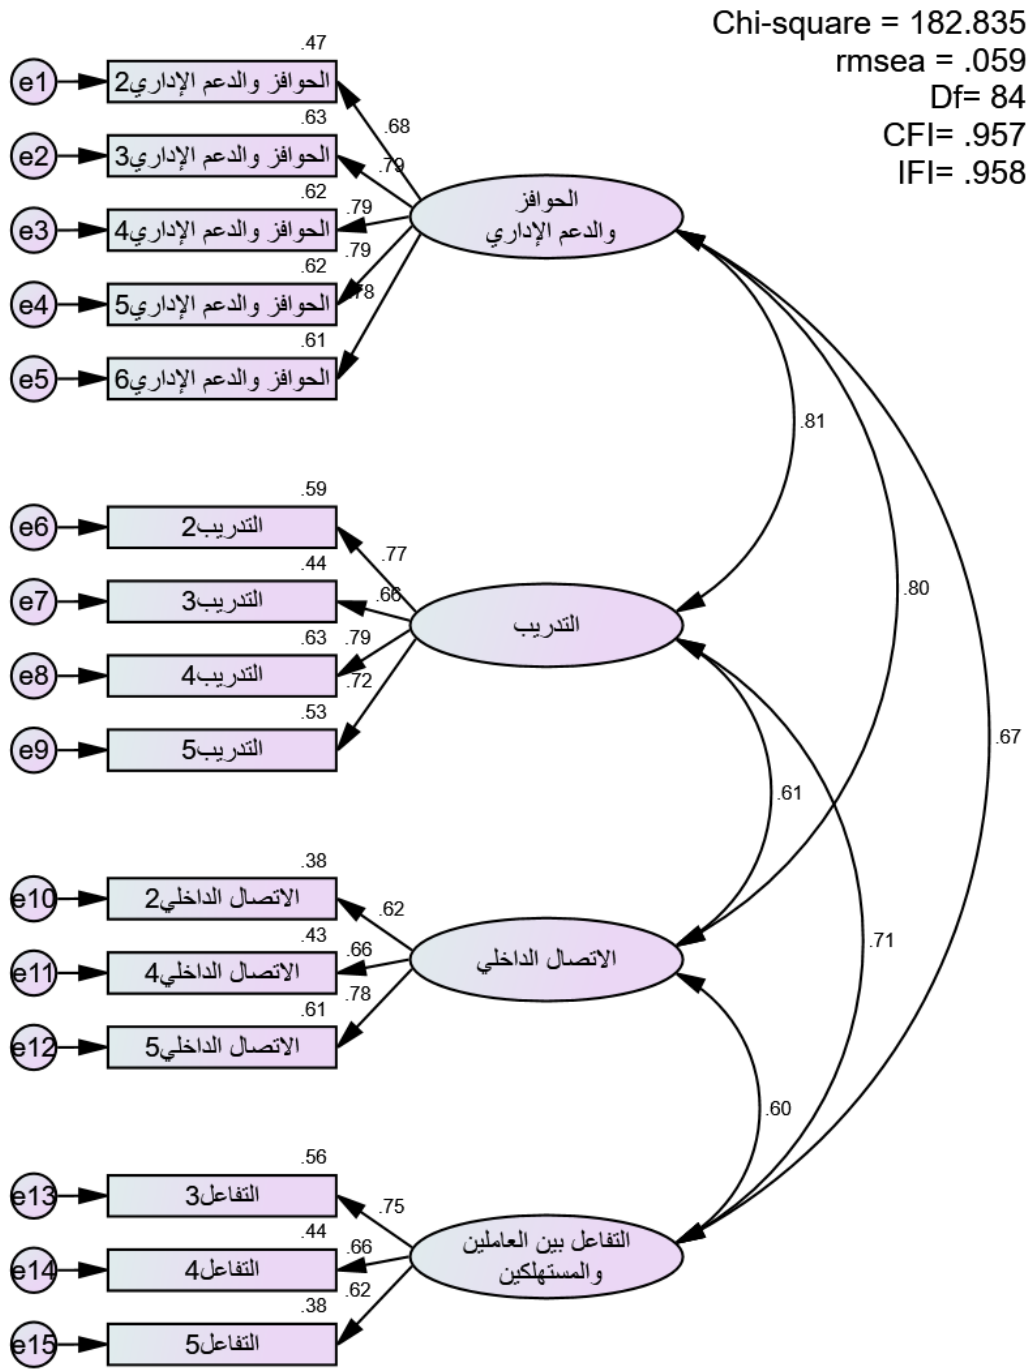 Chi-square = 182.835
rmsea = .059
Df= 84
CFI= .957
IFI= .958
.47
e1
الحوافز والدعم الإداري2
.68
.63
e2
الحوافز والدعم الإداري3
.79
.62
e3
الحوافز والدعم الإداري4
.79
الحوافز
والدعم الإداري
.62
e4
الحوافز والدعم الإداري5
.79
.61
e5
الحوافز والدعم الإداري6
.78
.81
.59
e6
التدريب2
.77
.44
e7
التدريب3
.66
.80
التدريب
.63
e8
التدريب4
.79
.53
e9
التدريب5
.72
.67
.61
.38
e10
الاتصال الداخلي2
.62
.71
.43
e11
الاتصال الداخلي4
.66
الاتصال الداخلي
.61
e12
الاتصال الداخلي5
.78
.60
.56
e13
التفاعل3
.75
.44
e14
التفاعل4
.66
التفاعل بين العاملين
والمستهلكين
.38
e15
التفاعل5
.62